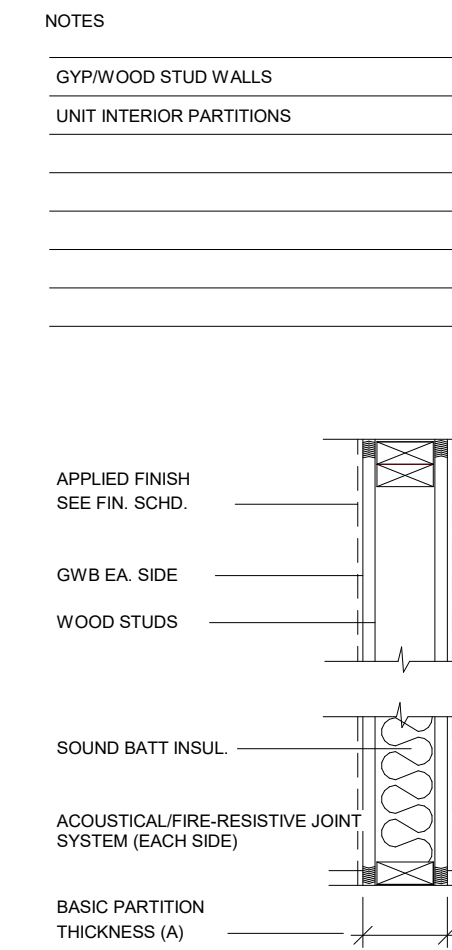 NOTES
GYP/WOOD STUD WALLS
UNIT INTERIOR PARTITIONS
APPLIED FINISH
SEE FIN. SCHD.
GWB EA. SIDE
WOOD STUDS
SOUND BATT INSUL.
ACOUSTICAL/FIRE-RESISTIVE JOINT
SYSTEM (EACH SIDE)
BASIC PARTITION
THICKNESS (A)